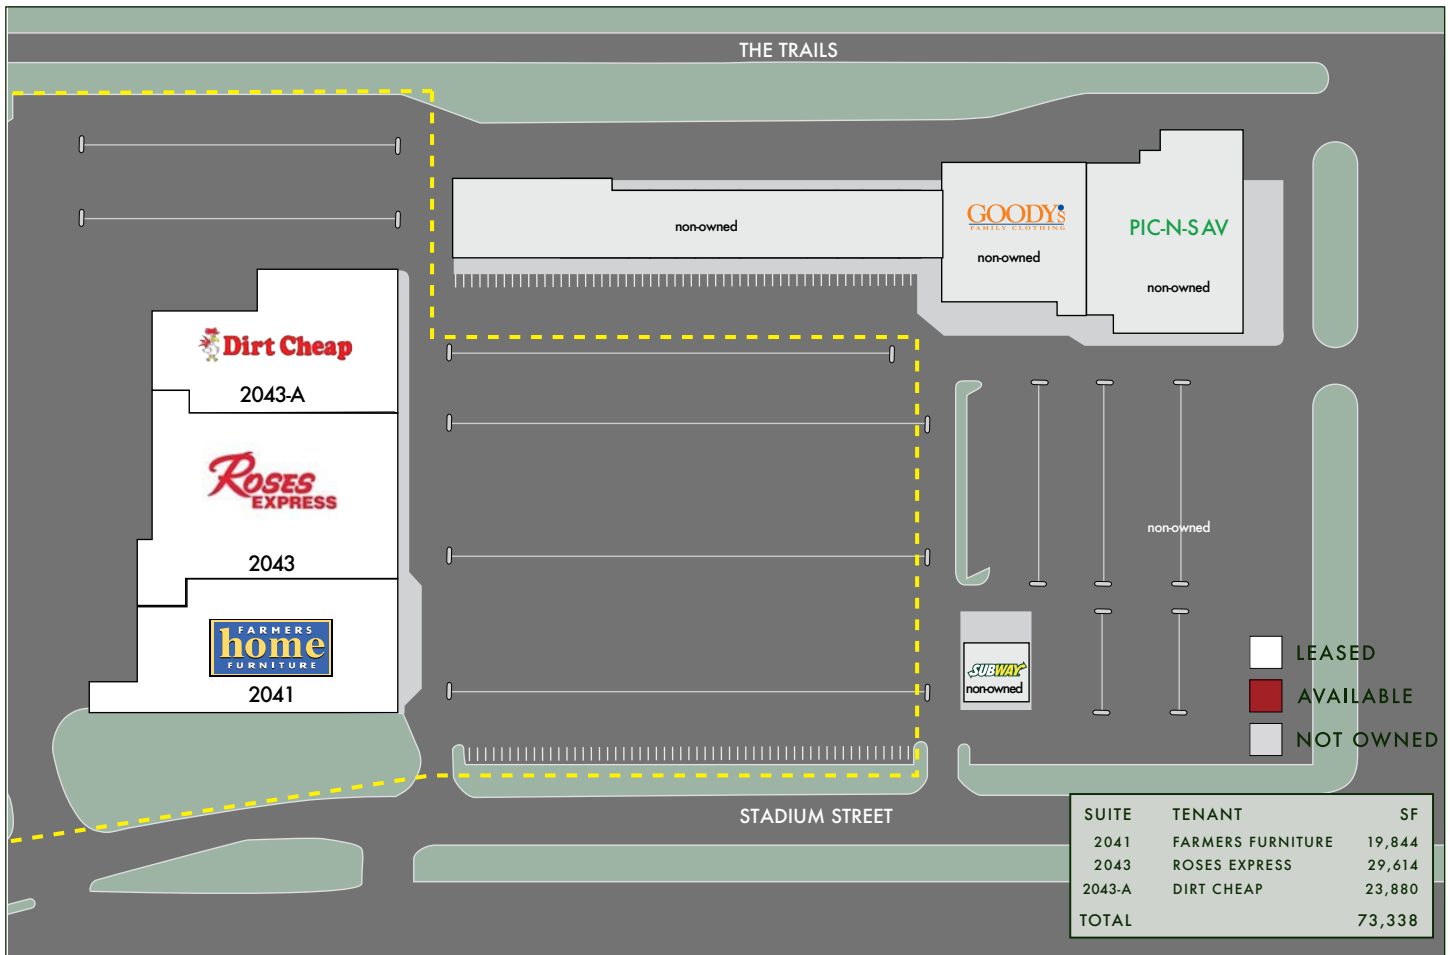 THE TRAILS
non-owned
GOODY's
FAMILY CLOTHING
non-owned
PIC-N-SAV
non-owned
Dirt Cheap
2043-A
ROSES
EXPRESS
2043
FARMERS
home
FURNITURE
2041
non-owned
SUBWAY
non-owned
LEASED
AVAILABLE
NOT OWNED
STADIUM STREET
SUITE TENANT SF
2041 FARMERS FURNITURE 19,844
2043 ROSES EXPRESS 29,614
2043-A DIRT CHEAP 23,880
TOTAL 73,338